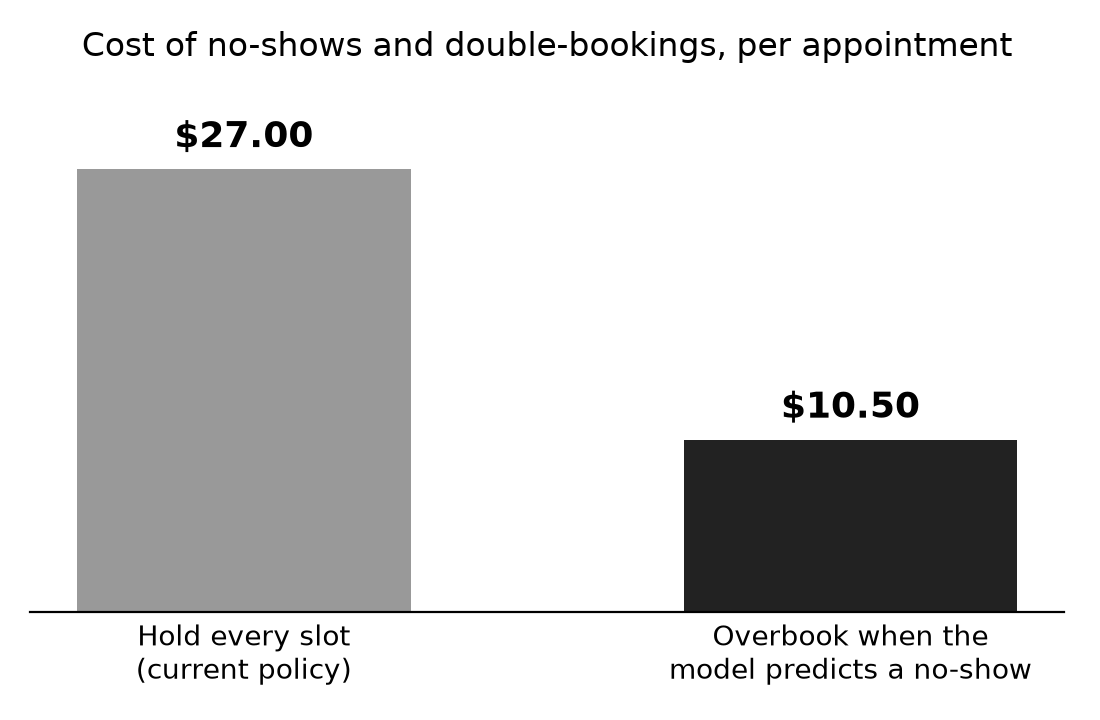 Cost of no-shows and double-bookings, per appointment
$27.00
$10.50
Hold every slot
(current policy)
Overbook when the
model predicts a no-show